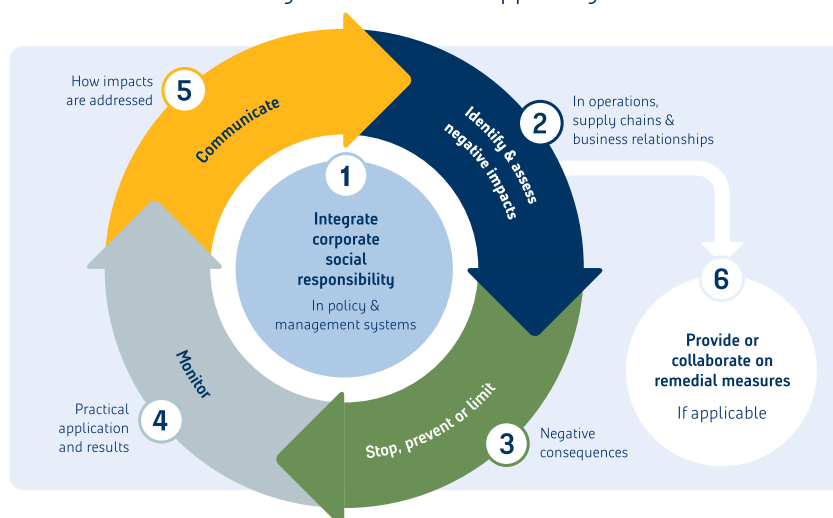 5
How impacts
are addressed
Communicate
1
Integrate
corporate
social
responsibility
In policy &
management systems
Identify & assess
negative impacts
2
In operations,
supply chains &
business relationships
Stop, prevent or limit
3
Negative
consequences
Monitor
4
Practical
application
and results
6
Provide or
collaborate on
remedial measures
If applicable